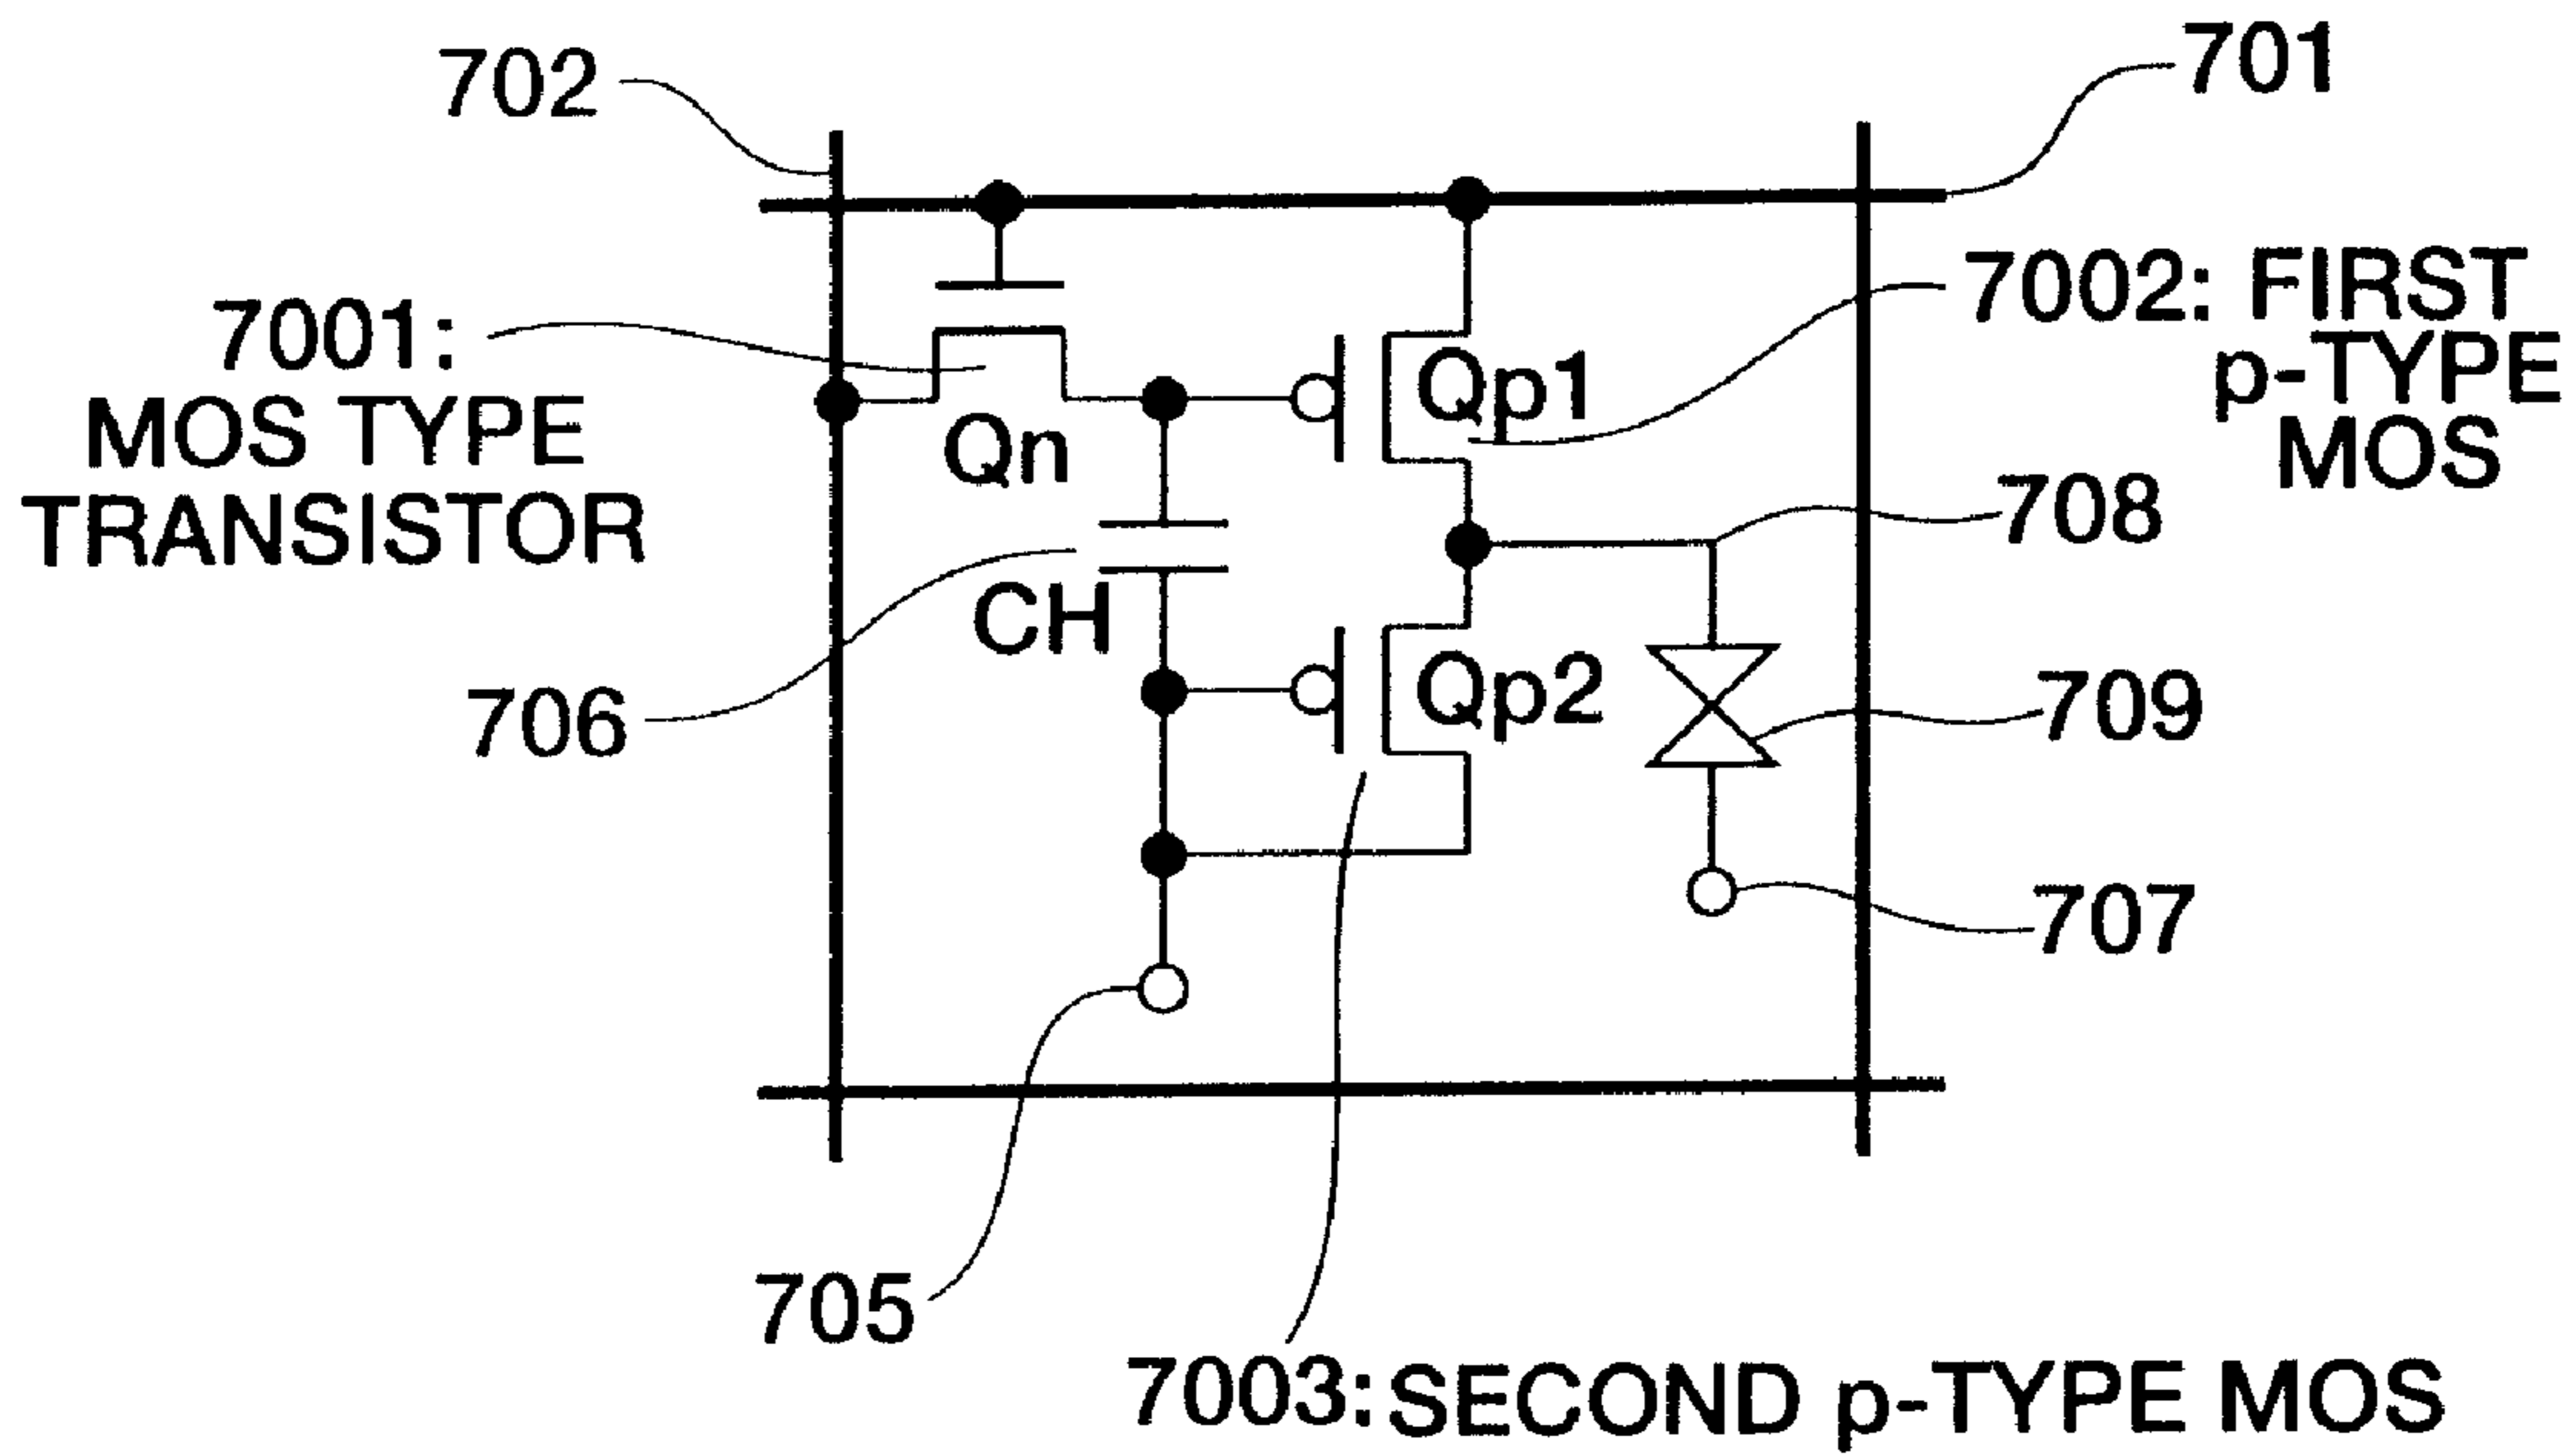 702
701
7001:
MOS TYPE
TRANSISTOR
7002: FIRST
p-TYPE
MOS
Qp1
Qn
708
CH
706
Qp2
709
707
705
7003: SECOND p-TYPE MOS